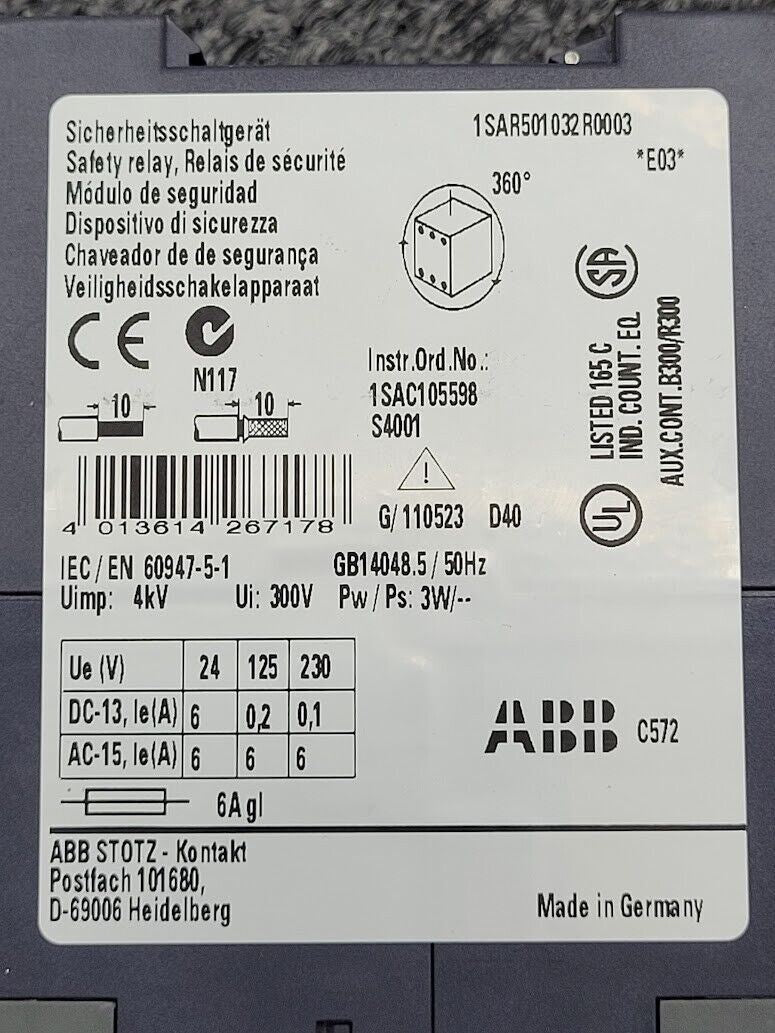 Sicherheitsschaltgerät
Safety relay, Relais de sécurité
Módulo de seguridad
Dispositivo di sicurezza
Chaveador de de segurança
Veiligheidsschakelapparaat
1SAR501032R0003
*E03*
360°
CE
N117
10
10
Instr.Ord.No.:
1SAC105598
S4001
SA
LISTED 165 C
IND. CONT. EQ.
AUX.CONT.B300/R300
UL
4 013614 267178
G/110523 D40
IEC/EN 60947-5-1
GB14048.5/50Hz
Uimp: 4kV Ui: 300V Pw/Ps: 3W/--
Ue (V) 24 125 230
DC-13, Ie(A) 6 0,2 0,1
AC-15, Ie(A) 6 6 6
6A gl
ABB C572
ABB STOTZ - Kontakt
Postfach 101680,
D-69006 Heidelberg
Made in Germany